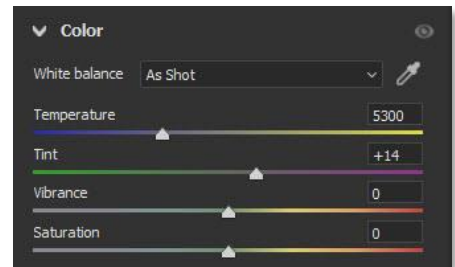 Color
White balance As Shot
Temperature 5300
Tint +14
Vibrance 0
Saturation 0